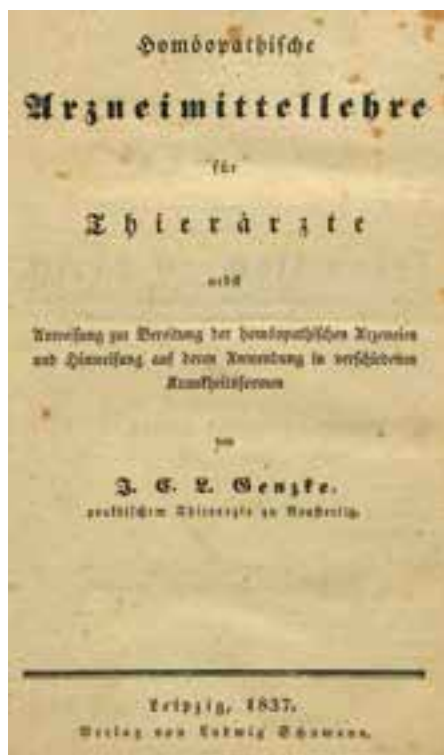 Homöopathische
Arzneimittellehre
für
Thierärzte
nebst
Anweisung zur Bereitung der homöopathischen Arzneien
und Hinweisung auf deren Anwendung in verschiedenen
Krankheitsformen
von
J. C. L. Genzke,
praktischem Thierarzte zu Neustrelitz.
Leipzig, 1837.
Verlag von Ludwig Schumann.